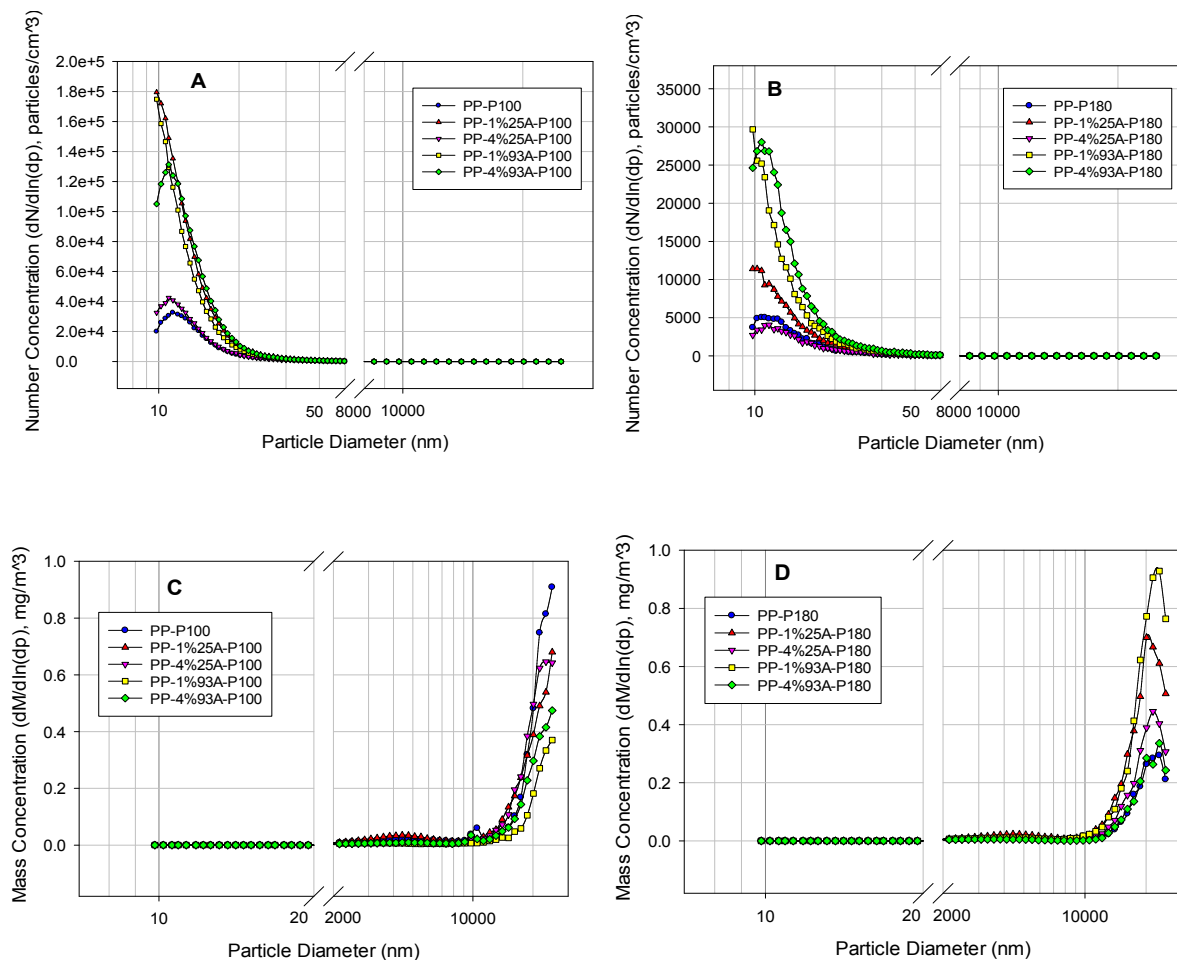 A
Number Concentration (dN/dln(dp), particles/cm^3)
2.0e+5
1.8e+5
1.6e+5
1.4e+5
1.2e+5
1.0e+5
8.0e+4
6.0e+4
4.0e+4
2.0e+4
0.0
PP-P100
PP-1%25A-P100
PP-4%25A-P100
PP-1%93A-P100
PP-4%93A-P100
10 50 8000 10000
Particle Diameter (nm)
B
Number Concentration (dN/dln(dp), particles/cm^3)
35000
30000
25000
20000
15000
10000
5000
0
PP-P180
PP-1%25A-P180
PP-4%25A-P180
PP-1%93A-P180
PP-4%93A-P180
10 50 8000 10000
Particle Diameter (nm)
C
Mass Concentration (dM/dln(dp), mg/m^3)
1.0
0.8
0.6
0.4
0.2
0.0
PP-P100
PP-1%25A-P100
PP-4%25A-P100
PP-1%93A-P100
PP-4%93A-P100
10 20 2000 10000
Particle Diameter (nm)
D
Mass Concentration (dM/dln(dp), mg/m^3)
1.0
0.8
0.6
0.4
0.2
0.0
PP-P180
PP-1%25A-P180
PP-4%25A-P180
PP-1%93A-P180
PP-4%93A-P180
10 20 2000 10000
Particle Diameter (nm)